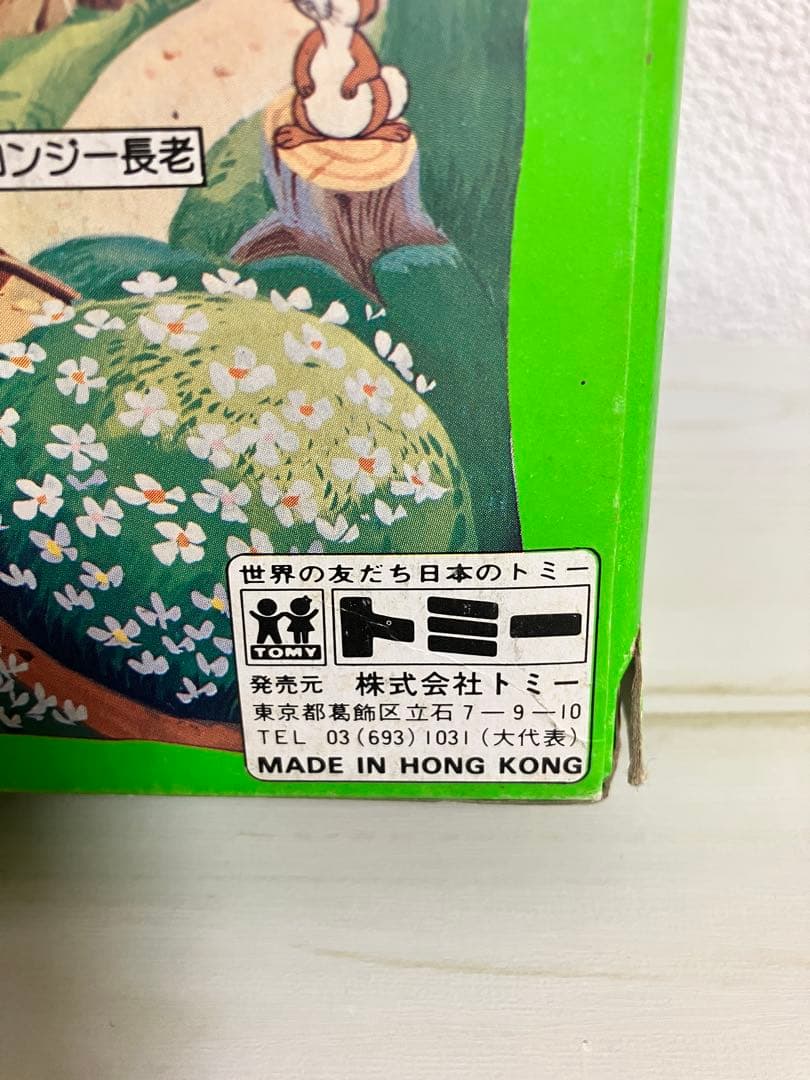 ンジー長老
世界の友だち日本のトミー
TOMY
トミー
発売元 株式会社トミー
東京都葛飾区立石7-9-10
TEL 03(693)1031(大代表)
MADE IN HONG KONG